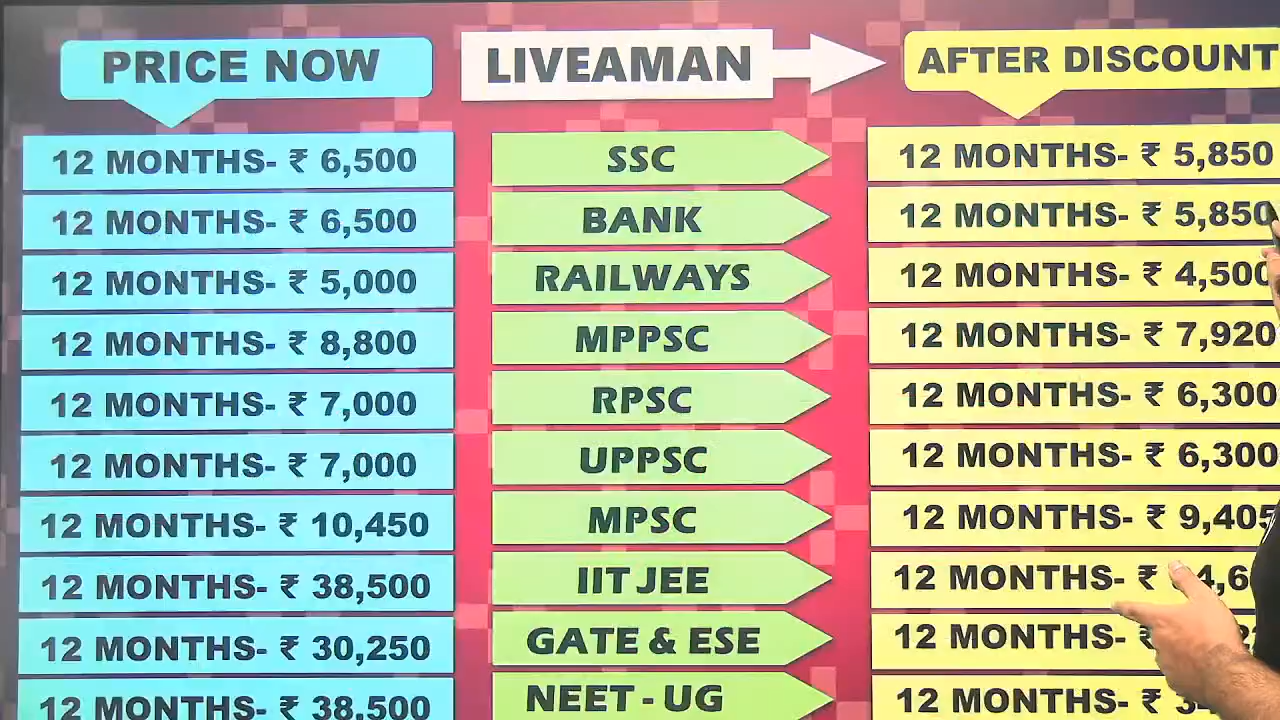 PRICE NOW LIVEAMAN AFTER DISCOUNT
12 MONTHS- ₹ 6,500 SSC 12 MONTHS- ₹ 5,850
12 MONTHS- ₹ 6,500 BANK 12 MONTHS- ₹ 5,850
12 MONTHS- ₹ 5,000 RAILWAYS 12 MONTHS- ₹ 4,500
12 MONTHS- ₹ 8,800 MPPSC 12 MONTHS- ₹ 7,920
12 MONTHS- ₹ 7,000 RPSC 12 MONTHS- ₹ 6,300
12 MONTHS- ₹ 7,000 UPPSC 12 MONTHS- ₹ 6,300
12 MONTHS- ₹ 10,450 MPSC 12 MONTHS- ₹ 9,405
12 MONTHS- ₹ 38,500 IIT JEE 12 MONTHS- ₹
12 MONTHS- ₹ 30,250 GATE & ESE 12 MONTHS- ₹
12 MONTHS- ₹ 38,500 NEET - UG 12 MONTHS- ₹